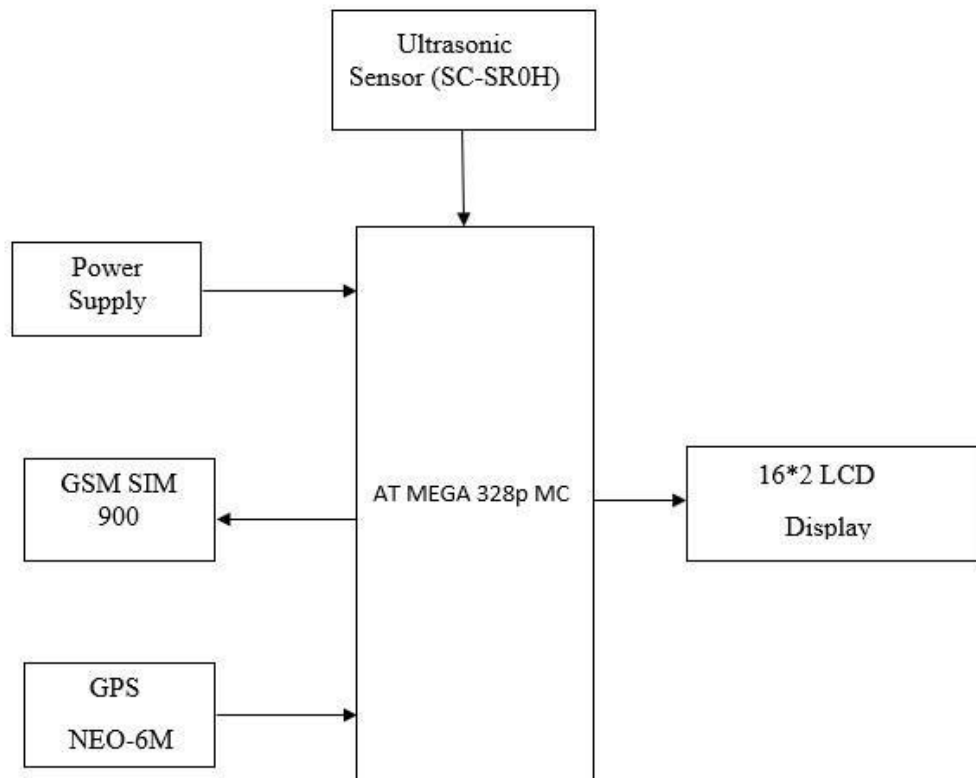 Ultrasonic
Sensor (SC-SR0H)
Power
Supply
GSM SIM
900
AT MEGA 328p MC
16*2 LCD
Display
GPS
NEO-6M